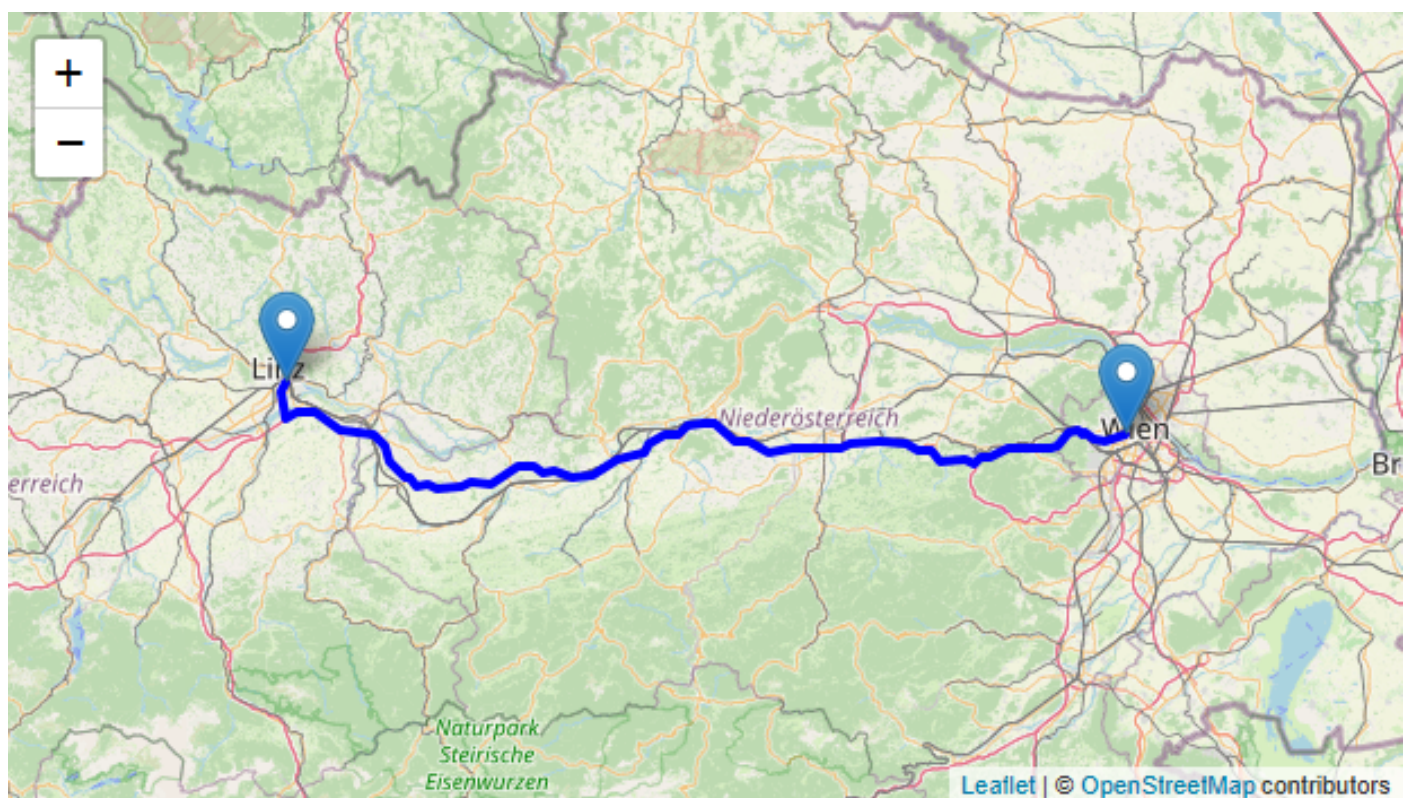 +
−
Linz
Niederösterreich
Wien
erreich
Br
Naturpark
Steirische
Eisenwurzen
Leaflet | © OpenStreetMap contributors